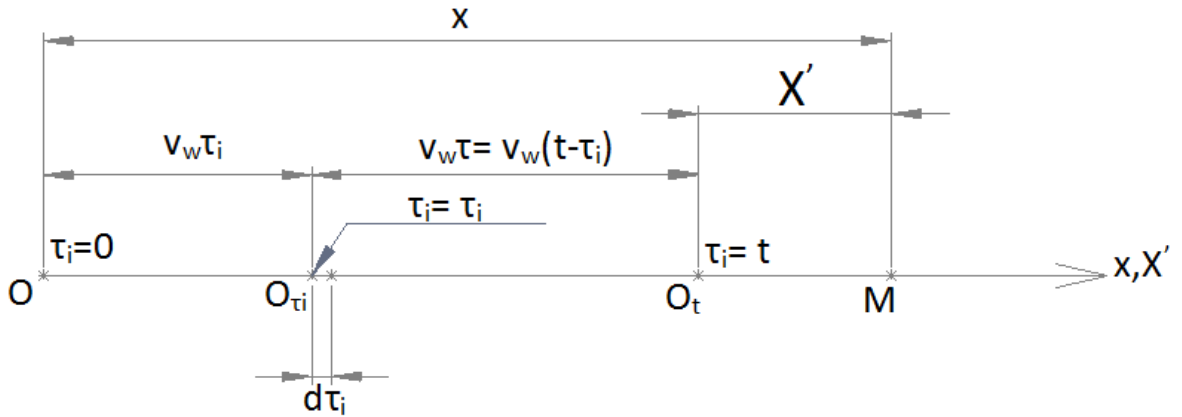 x
X′
v_wτ_i
v_wτ= v_w(t-τ_i)
τ_i= τ_i
τ_i=0
τ_i= t
x,X′
O
O_τi
O_t
M
dτ_i